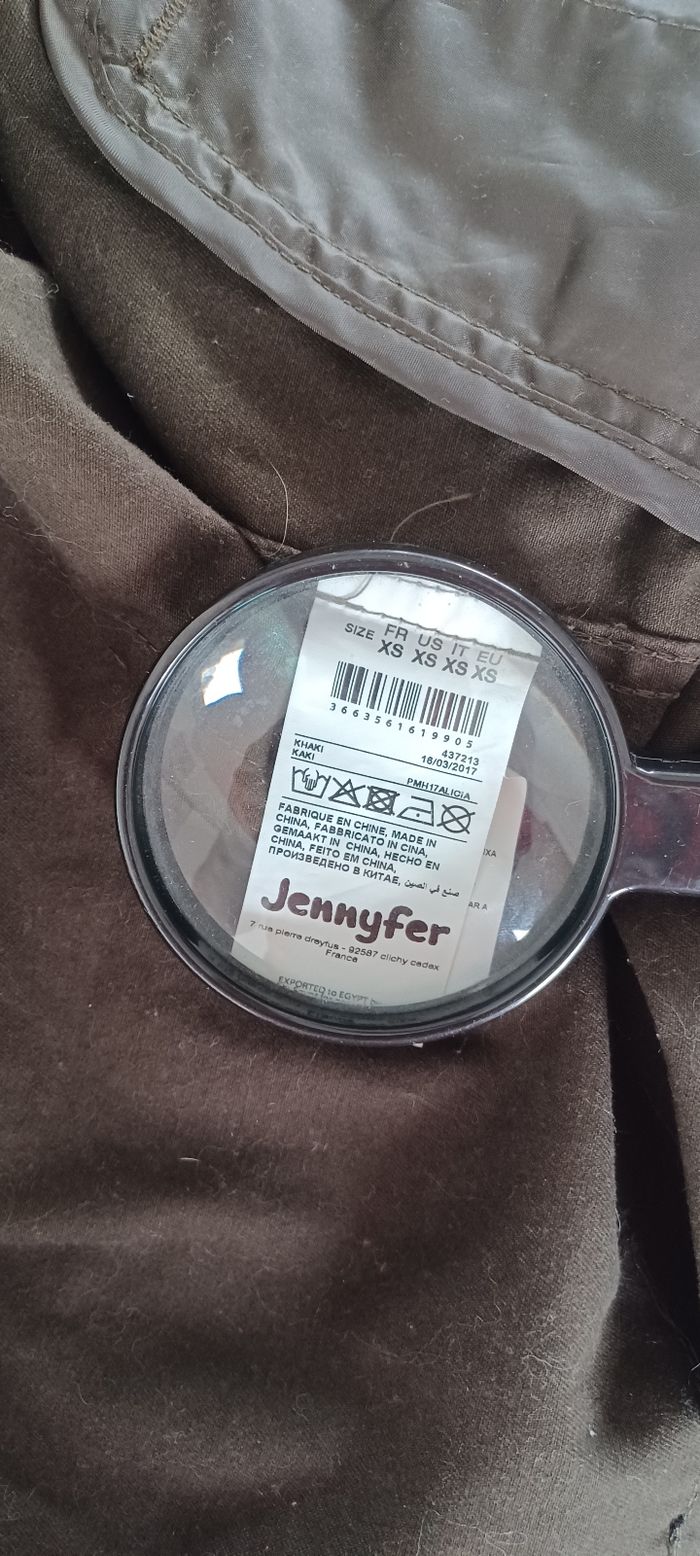 SIZE FR US IT EU
XS XS XS XS
3663561619905
437213
KHAKI 16/03/2017
KAKI
PMH17ALICIA
FABRIQUE EN CHINE, MADE IN
CHINA, FABBRICATO IN CINA,
GEMAAKT IN CHINA, HECHO EN
CHINA, FEITO EM CHINA,
ПРОИЗВЕДЕНО В КИТАЕ, صنع في الصين
Jennyfer
7 rue pierre dreyfus - 92587 clichy cedex
France
EXPORTED to EGYPT